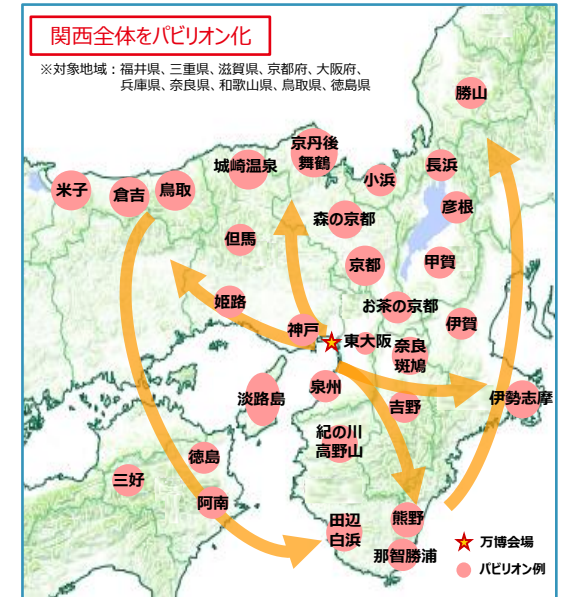 関西全体をパビリオン化
※対象地域：福井県、三重県、滋賀県、京都府、大阪府、
兵庫県、奈良県、和歌山県、鳥取県、徳島県
勝山
京丹後
舞鶴
城崎温泉
小浜
長浜
米子
倉吉
鳥取
彦根
森の京都
但馬
京都
甲賀
姫路
お茶の京都
伊賀
神戸
東大阪
奈良
斑鳩
淡路島
泉州
吉野
伊勢志摩
紀の川
高野山
徳島
三好
阿南
田辺
白浜
熊野
那智勝浦
万博会場
パビリオン例